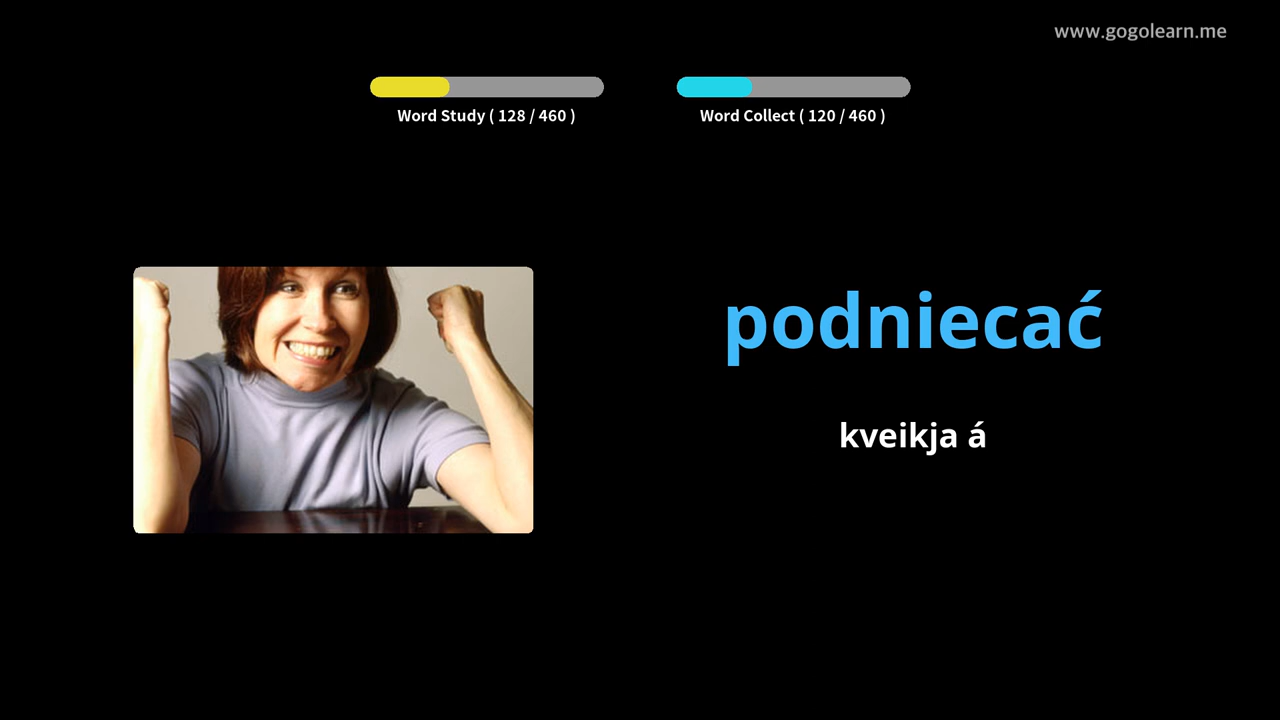 www.gogolearn.me
Word Study ( 128 / 460 )
Word Collect ( 120 / 460 )
podniecać
kveikja á